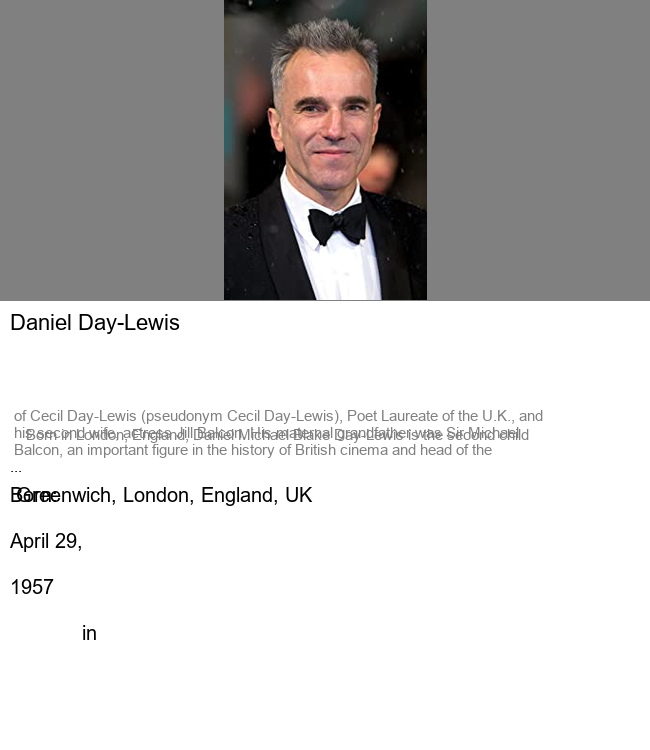 Daniel Day-Lewis
of Cecil Day-Lewis (pseudonym Cecil Day-Lewis), Poet Laureate of the U.K., and
his second wife, actress Jill Balcon. His maternal grandfather was Sir Michael
Born in London, England, Daniel Michael Blake Day-Lewis is the second child
Balcon, an important figure in the history of British cinema and head of the
...
Born:
Greenwich, London, England, UK
April 29,
1957
in